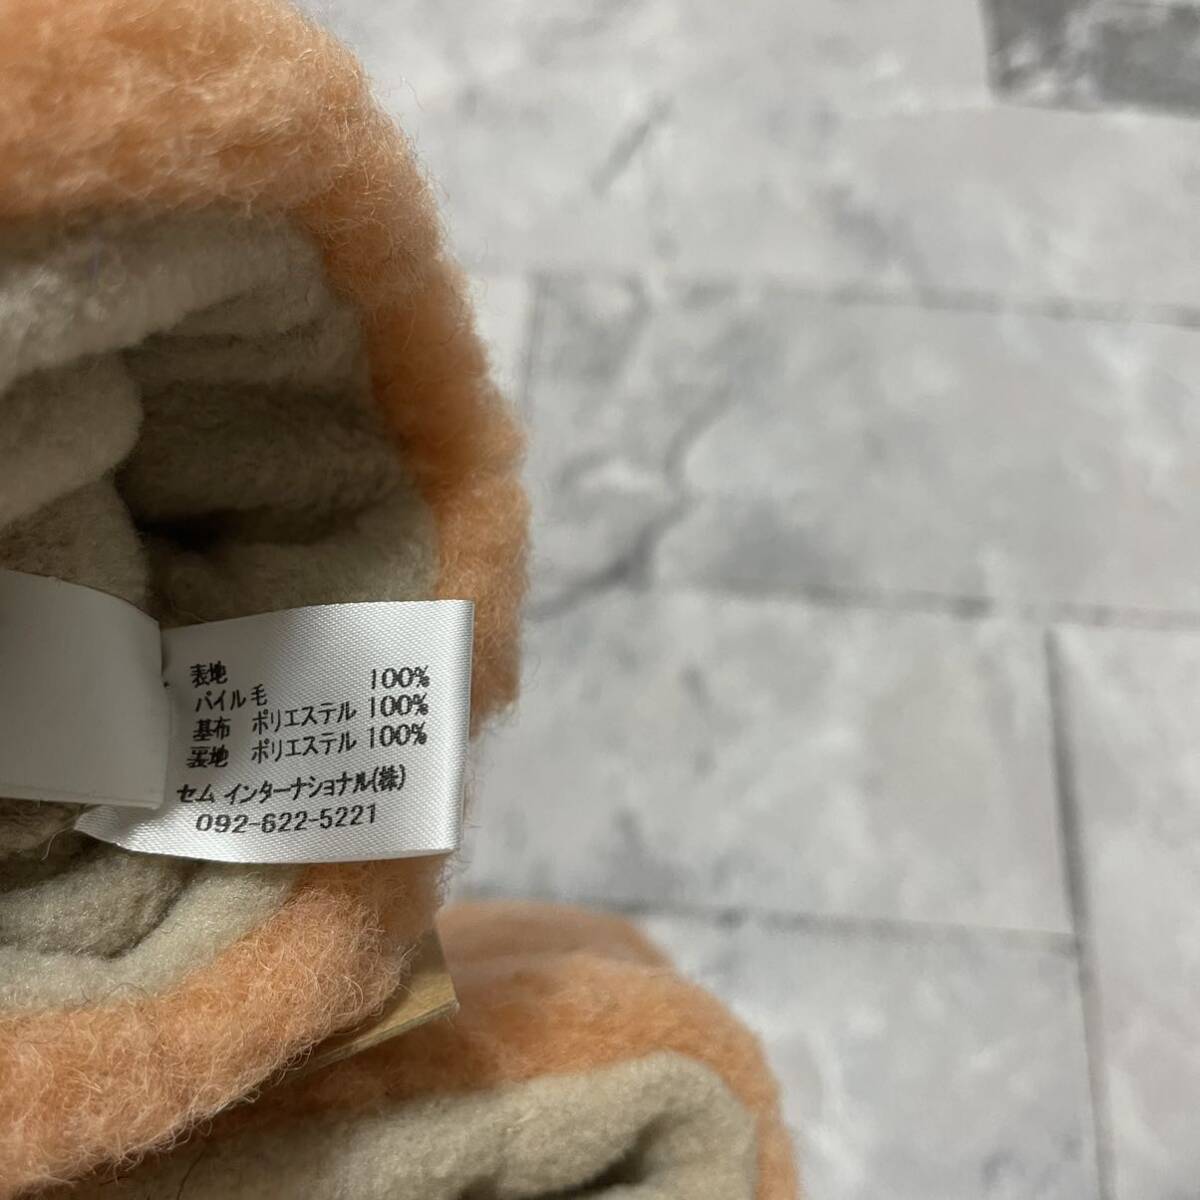 表地
パイル毛 100%
基布 ポリエステル 100%
裏地 ポリエステル 100%
セム インターナショナル(株)
092-622-5221